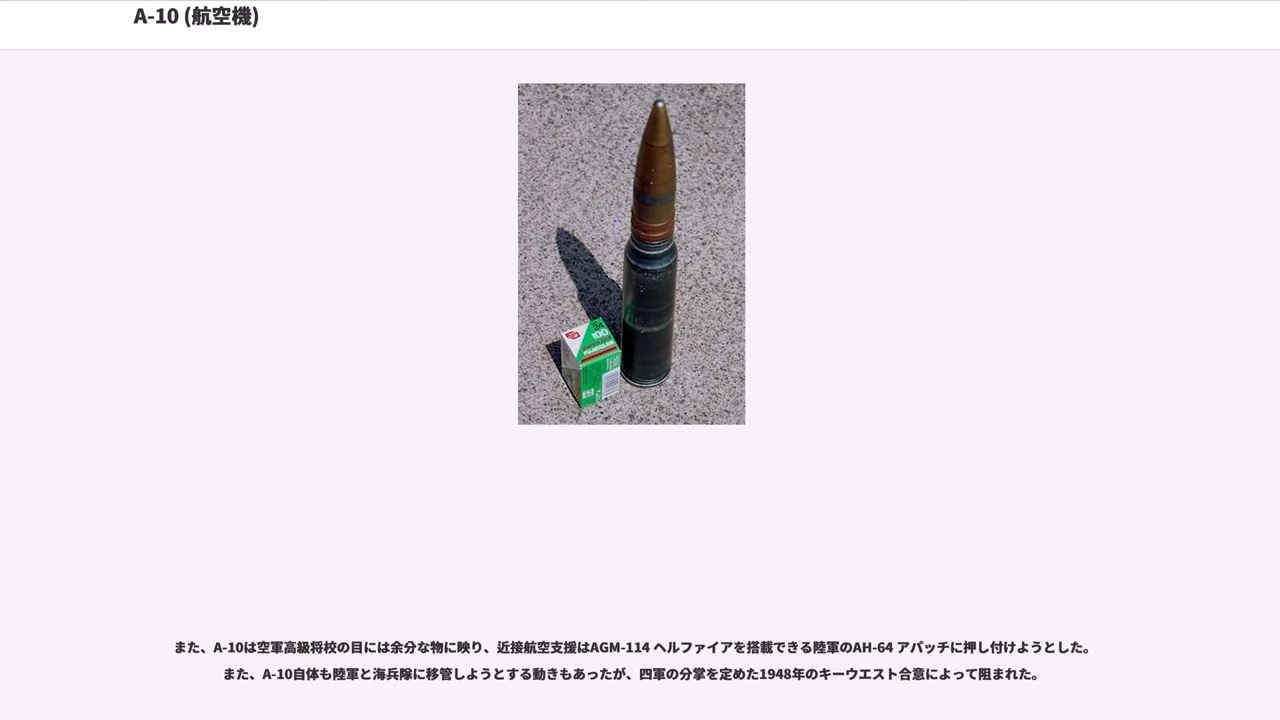 A-10 (航空機)
24
100
FUJICOLOR
また、A-10は空軍高級将校の目には余分な物に映り、近接航空支援はAGM-114 ヘルファイアを搭載できる陸軍のAH-64 アパッチに押し付けようとした。
また、A-10自体も陸軍と海兵隊に移管しようとする動きもあったが、四軍の分掌を定めた1948年のキーウエスト合意によって阻まれた。